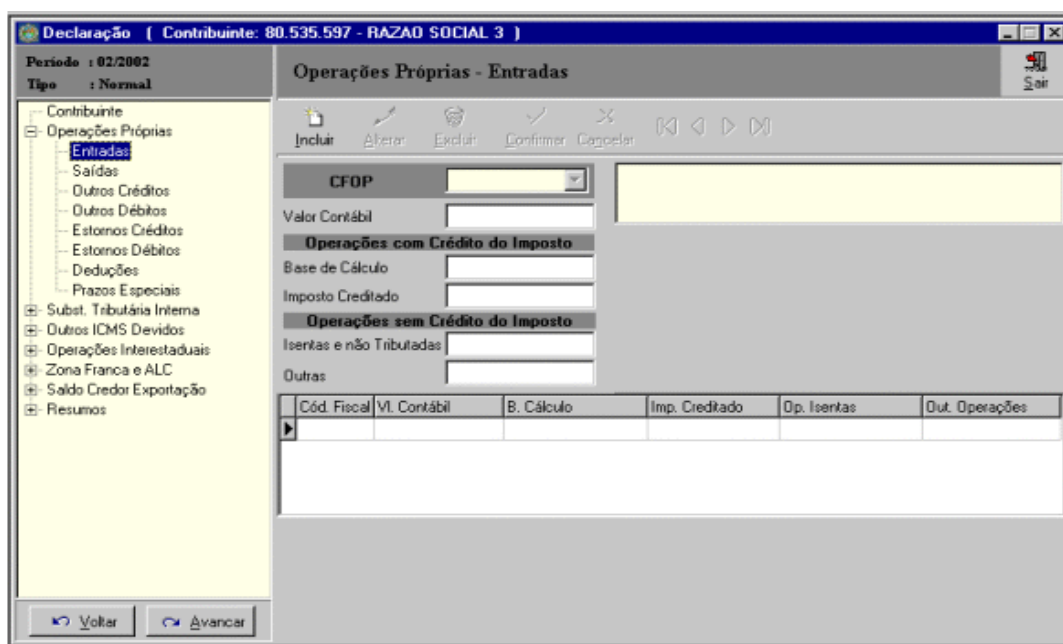 Declaração ( Contribuinte: 80.535.597 - RAZAO SOCIAL 3 )
Periodo : 02/2002
Tipo : Normal
Operações Próprias - Entradas
Sair
Contribuinte
Operações Próprias
Entradas
Saídas
Outros Créditos
Outros Débitos
Estornos Créditos
Estornos Débitos
Deduções
Prazos Especiais
Subst. Tributária Interna
Outros ICMS Devidos
Operações Interestaduais
Zona Franca e ALC
Saldo Credor Exportação
Resumos
Voltar Avancar
Incluir Alterar Excluir Confirmar Cancelar
CFOP
Valor Contábil
Operações com Crédito do Imposto
Base de Cálculo
Imposto Creditado
Operações sem Crédito do Imposto
Isentas e não Tributadas
Outras
Cód. Fiscal Vl. Contábil B. Cálculo Imp. Creditado Op. Isentas Out. Operações